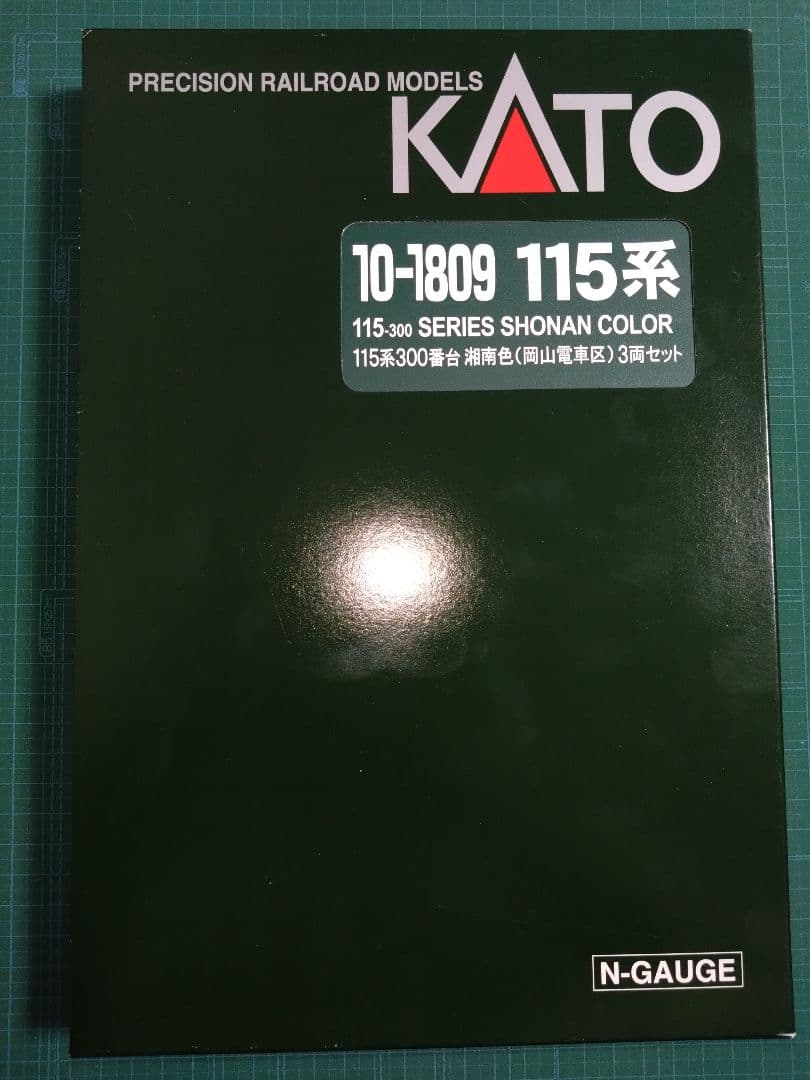 PRECISION RAILROAD MODELS
KATO
10-1809 115系
115-300 SERIES SHONAN COLOR
115系300番台 湘南色(岡山電車区) 3両セット
N-GAUGE